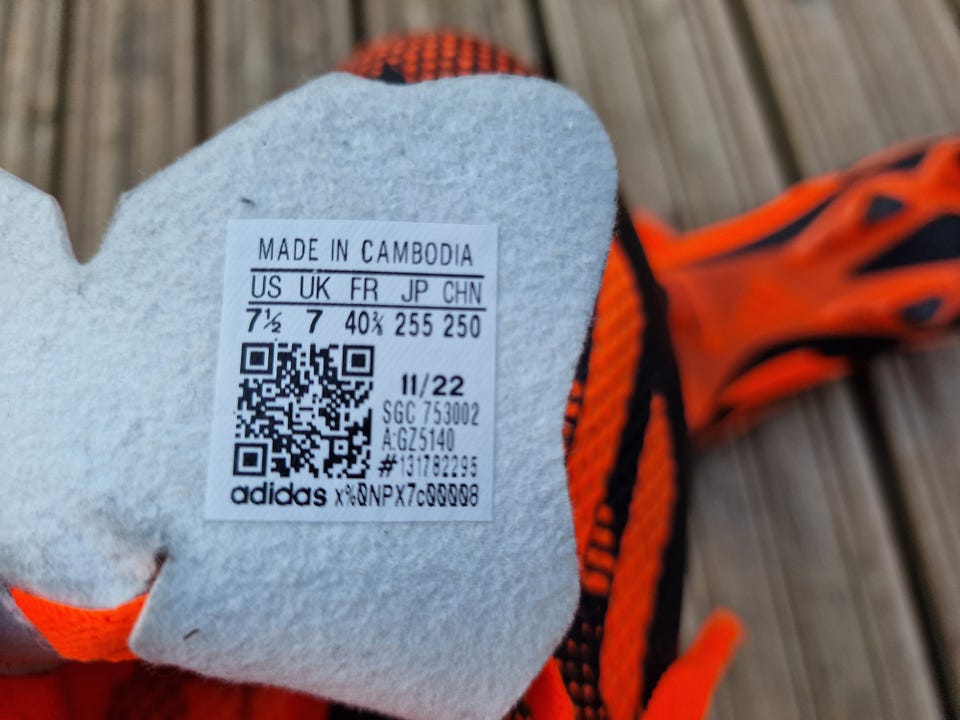 MADE IN CAMBODIA
US UK FR JP CHN
7½ 7 40⅔ 255 250
11/22
SGC 753002
A:GZ5140
#131782295
adidas x%0NPX7c00008